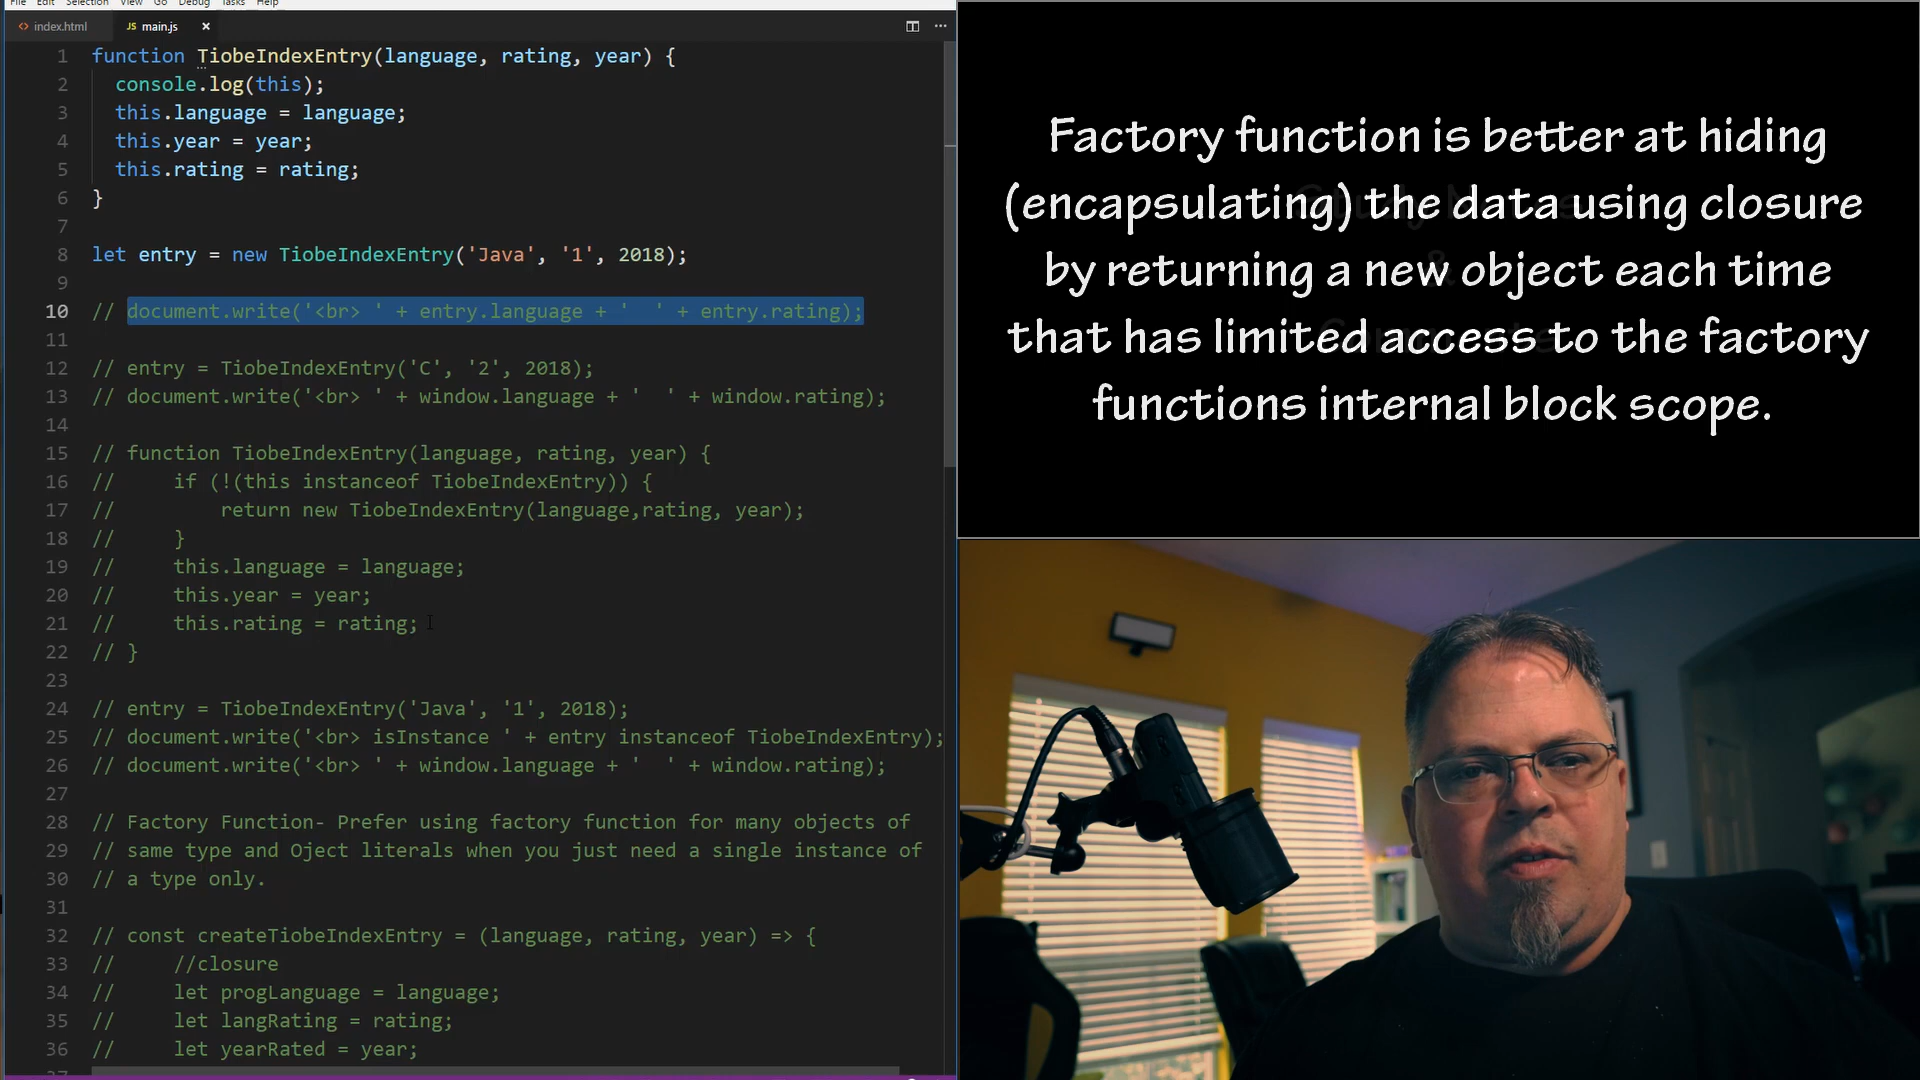 File Edit Selection View Go Debug Tasks Help
index.html
JS main.js
1 function TiobeIndexEntry(language, rating, year) {
2 console.log(this);
3 this.language = language;
4 this.year = year;
5 this.rating = rating;
6 }
7
8 let entry = new TiobeIndexEntry('Java', '1', 2018);
9
10 // document.write('<br> ' + entry.language + '  ' + entry.rating);
11
12 // entry = TiobeIndexEntry('C', '2', 2018);
13 // document.write('<br> ' + window.language + '  ' + window.rating);
14
15 // function TiobeIndexEntry(language, rating, year) {
16 //     if (!(this instanceof TiobeIndexEntry)) {
17 //         return new TiobeIndexEntry(language,rating, year);
18 //     }
19 //     this.language = language;
20 //     this.year = year;
21 //     this.rating = rating;
22 // }
23
24 // entry = TiobeIndexEntry('Java', '1', 2018);
25 // document.write('<br> isInstance ' + entry instanceof TiobeIndexEntry);
26 // document.write('<br> ' + window.language + '  ' + window.rating);
27
28 // Factory Function- Prefer using factory function for many objects of
29 // same type and Oject literals when you just need a single instance of
30 // a type only.
31
32 // const createTiobeIndexEntry = (language, rating, year) => {
33 //     //closure
34 //     let progLanguage = language;
35 //     let langRating = rating;
36 //     let yearRated = year;
Factory function is better at hiding
(encapsulating) the data using closure
by returning a new object each time
that has limited access to the factory
functions internal block scope.